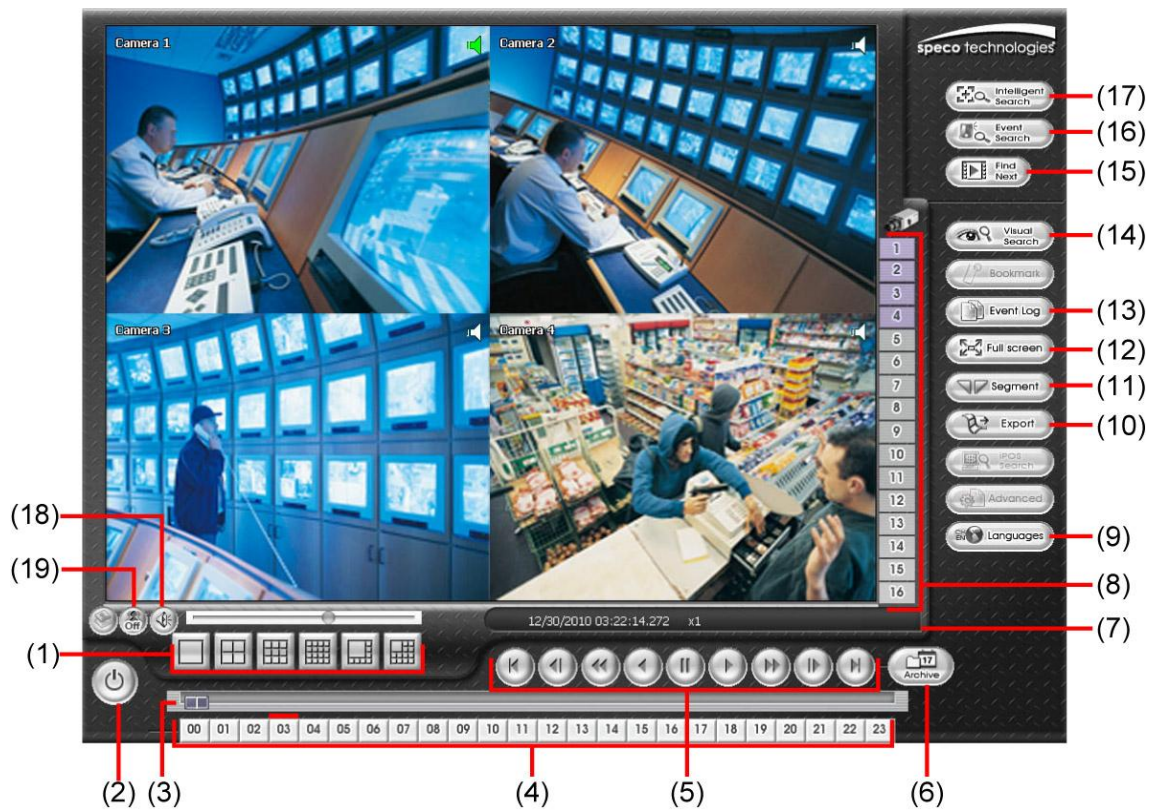 Camera 1
Camera 2
speco technologies
Intelligent
Search
(17)
Event
Search
(16)
Find
Next
(15)
Visual
Search
(14)
Bookmark
Event Log
(13)
Full screen
(12)
Segment
(11)
Export
(10)
IPOS
Search
Advanced
Languages
(9)
1
2
3
4
5
6
7
8
9
10
11
12
13
14
15
16
(8)
Camera 3
Camera 4
(18)
(19)
Off
(1)
12/30/2010 03:22:14.272 x1
(7)
17
Archive
00 01 02 03 04 05 06 07 08 09 10 11 12 13 14 15 16 17 18 19 20 21 22 23
(2) (3) (4) (5) (6)